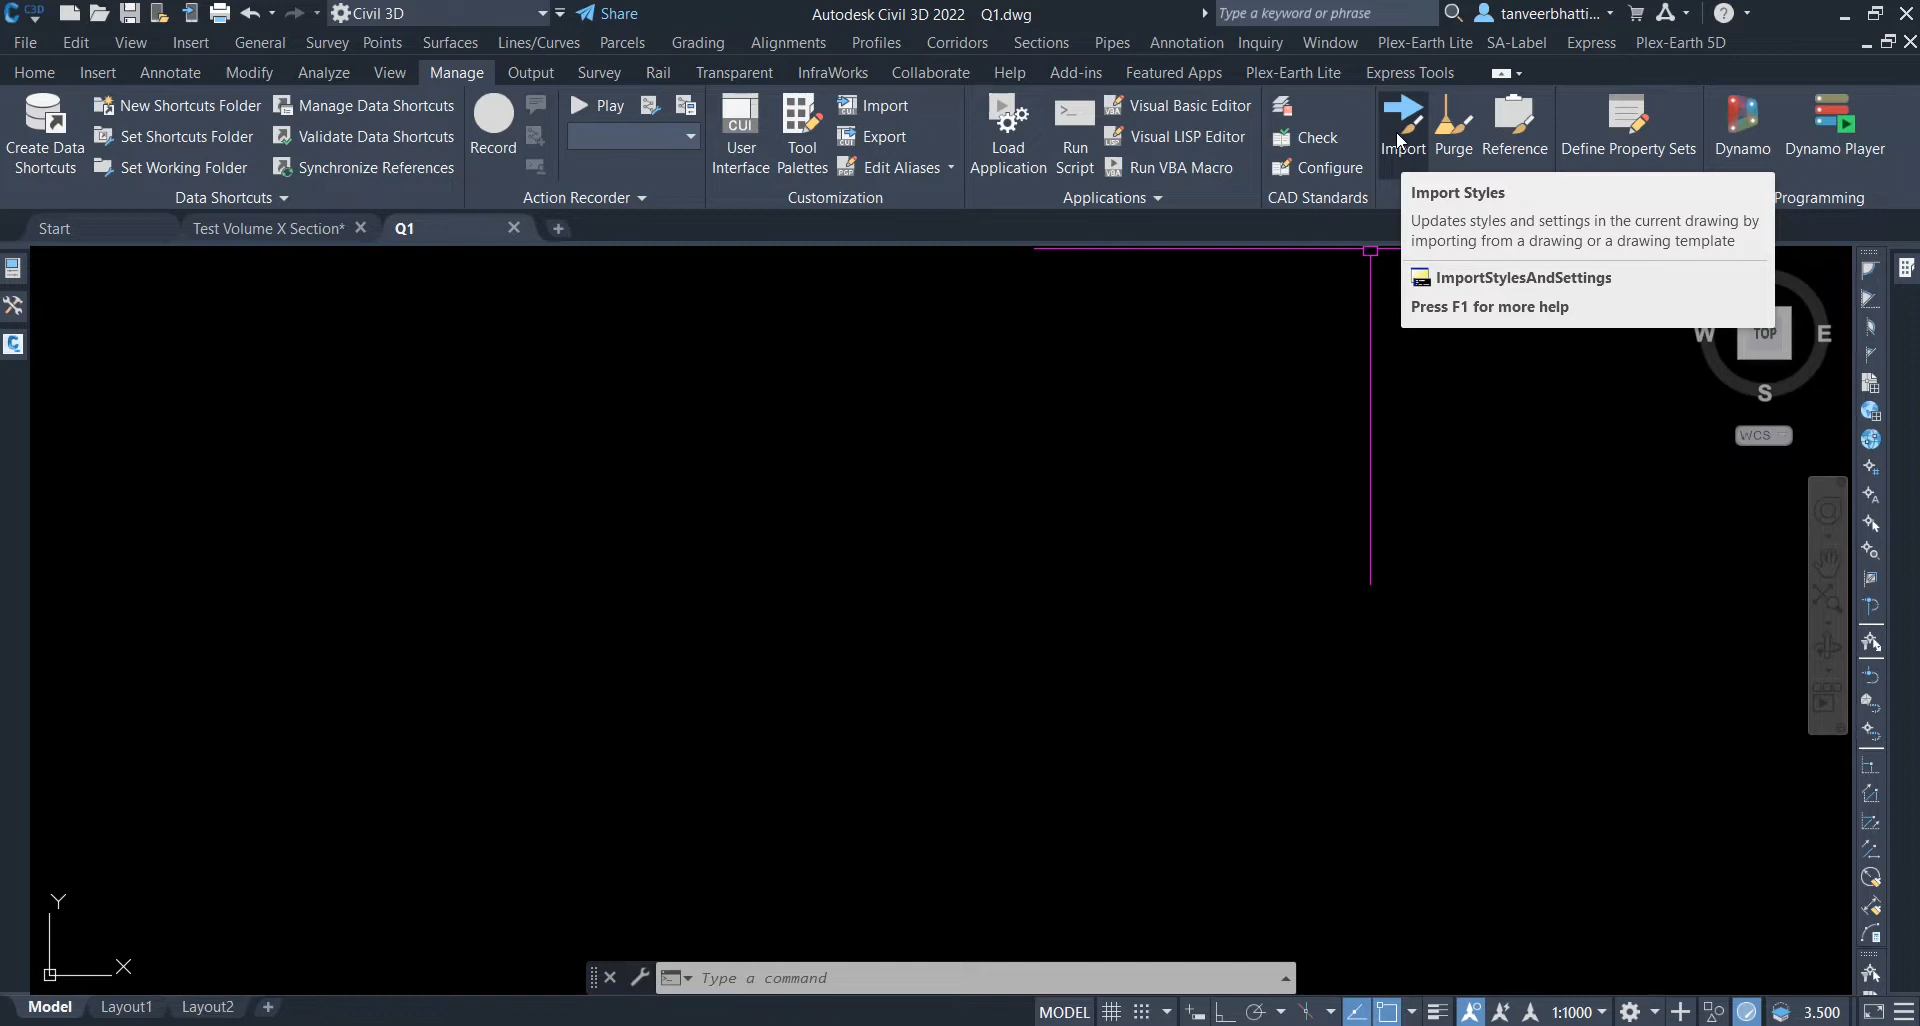 C3D Civil 3D Share Autodesk Civil 3D 2022 Q1.dwg Type a keyword or phrase tanveerbhatti...
File Edit View Insert General Survey Points Surfaces Lines/Curves Parcels Grading Alignments Profiles Corridors Sections Pipes Annotation Inquiry Window Plex-Earth Lite SA-Label Express Plex-Earth 5D
Home Insert Annotate Modify Analyze View Manage Output Survey Rail Transparent InfraWorks Collaborate Help Add-ins Featured Apps Plex-Earth Lite Express Tools
New Shortcuts Folder Manage Data Shortcuts Play Import Visual Basic Editor
Set Shortcuts Folder Validate Data Shortcuts Export Visual LISP Editor Check
Create Data Shortcuts Set Working Folder Synchronize References Record CUI User Interface Tool Palettes Edit Aliases Load Application Run Script Run VBA Macro Configure Import Purge Reference Define Property Sets Dynamo Dynamo Player
Data Shortcuts Action Recorder Customization Applications CAD Standards Programming
Start Test Volume X Section* Q1
Import Styles
Updates styles and settings in the current drawing by
importing from a drawing or a drawing template
ImportStylesAndSettings
Press F1 for more help
W TOP E
S
WCS
Y
X
Type a command
Model Layout1 Layout2 MODEL 1:1000 3.500